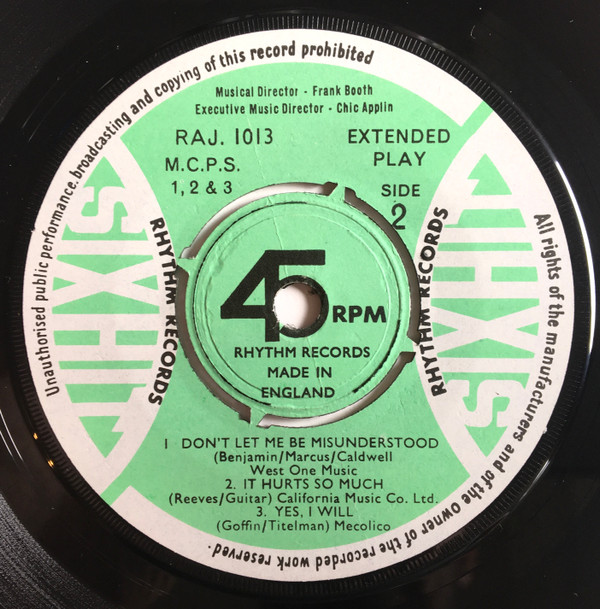 Unauthorised public performance, broadcasting and copying of this record prohibited
Musical Director - Frank Booth
Executive Music Director - Chic Applin
RAJ. 1013
EXTENDED
PLAY
M.C.P.S.
1, 2 & 3
SIDE
2
SIXHIT
RHYTHM RECORDS
45
RPM
RHYTHM RECORDS
MADE IN
ENGLAND
RHYTHM RECORDS
SIXHIT
1 DON'T LET ME BE MISUNDERSTOOD
(Benjamin/Marcus/Caldwell
West One Music
2. IT HURTS SO MUCH
(Reeves/Guitar) California Music Co. Ltd.
3. YES, I WILL
(Goffin/Titelman) Mecolico
All rights of the manufacturers and of the owner of the recorded work reserved.